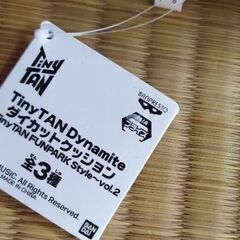 TinyTAN
BANPRESTO
TinyTAN Dynamite
ダイカットクッション
TinyTAN FUNPARK Style~vol.2
全3種
MUSIC. All Rights Reserved.
MADE IN CHINA
BANDAI